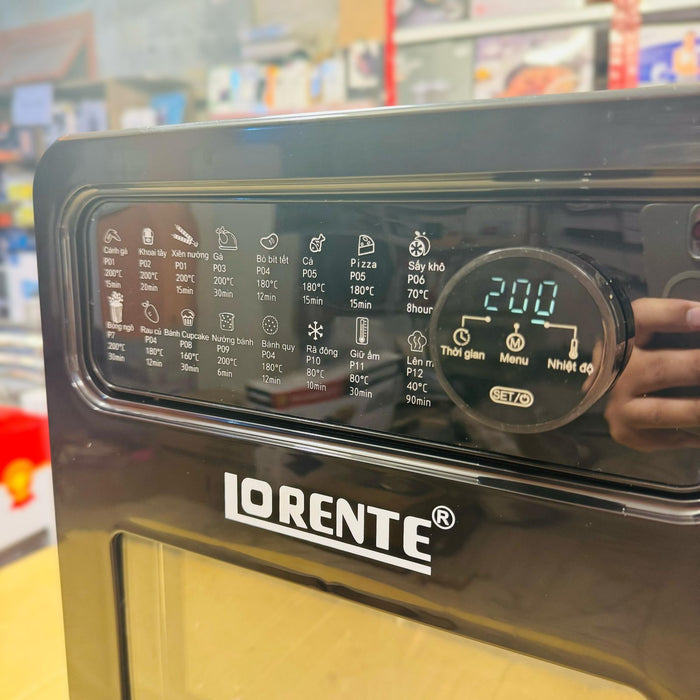 Cánh gà
P01
200°C
15min
Khoai tây
P02
200°C
20min
Xiên nướng
P01
200°C
15min
Gà
P03
200°C
30min
Bò bít tết
P04
180°C
12min
Cá
P05
180°C
15min
Pizza
P05
180°C
15min
Sấy khô
P06
70°C
8hour
Bỏng ngô
P7
200°C
30min
Rau củ
P04
180°C
12min
Bánh Cupcake
P08
160°C
30min
Nướng bánh
P09
200°C
6min
Bánh quy
P04
180°C
12min
Rã đông
P10
80°C
10min
Giữ ấm
P11
80°C
30min
Lên m
P12
40°C
90min
200
Thời gian
M
Menu
Nhiệt độ
SET/
LORENTE®